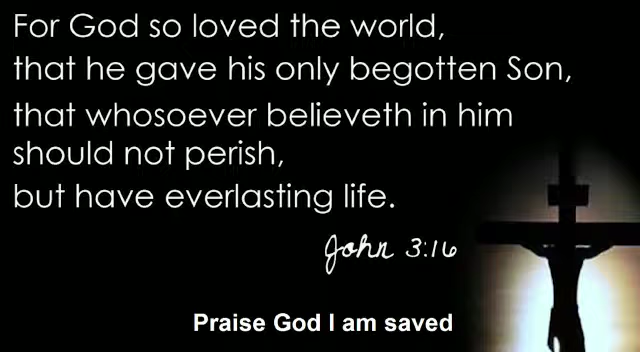 For God so loved the world,
that he gave his only begotten Son,
that whosoever believeth in him
should not perish,
but have everlasting life.
John 3:16
Praise God I am saved